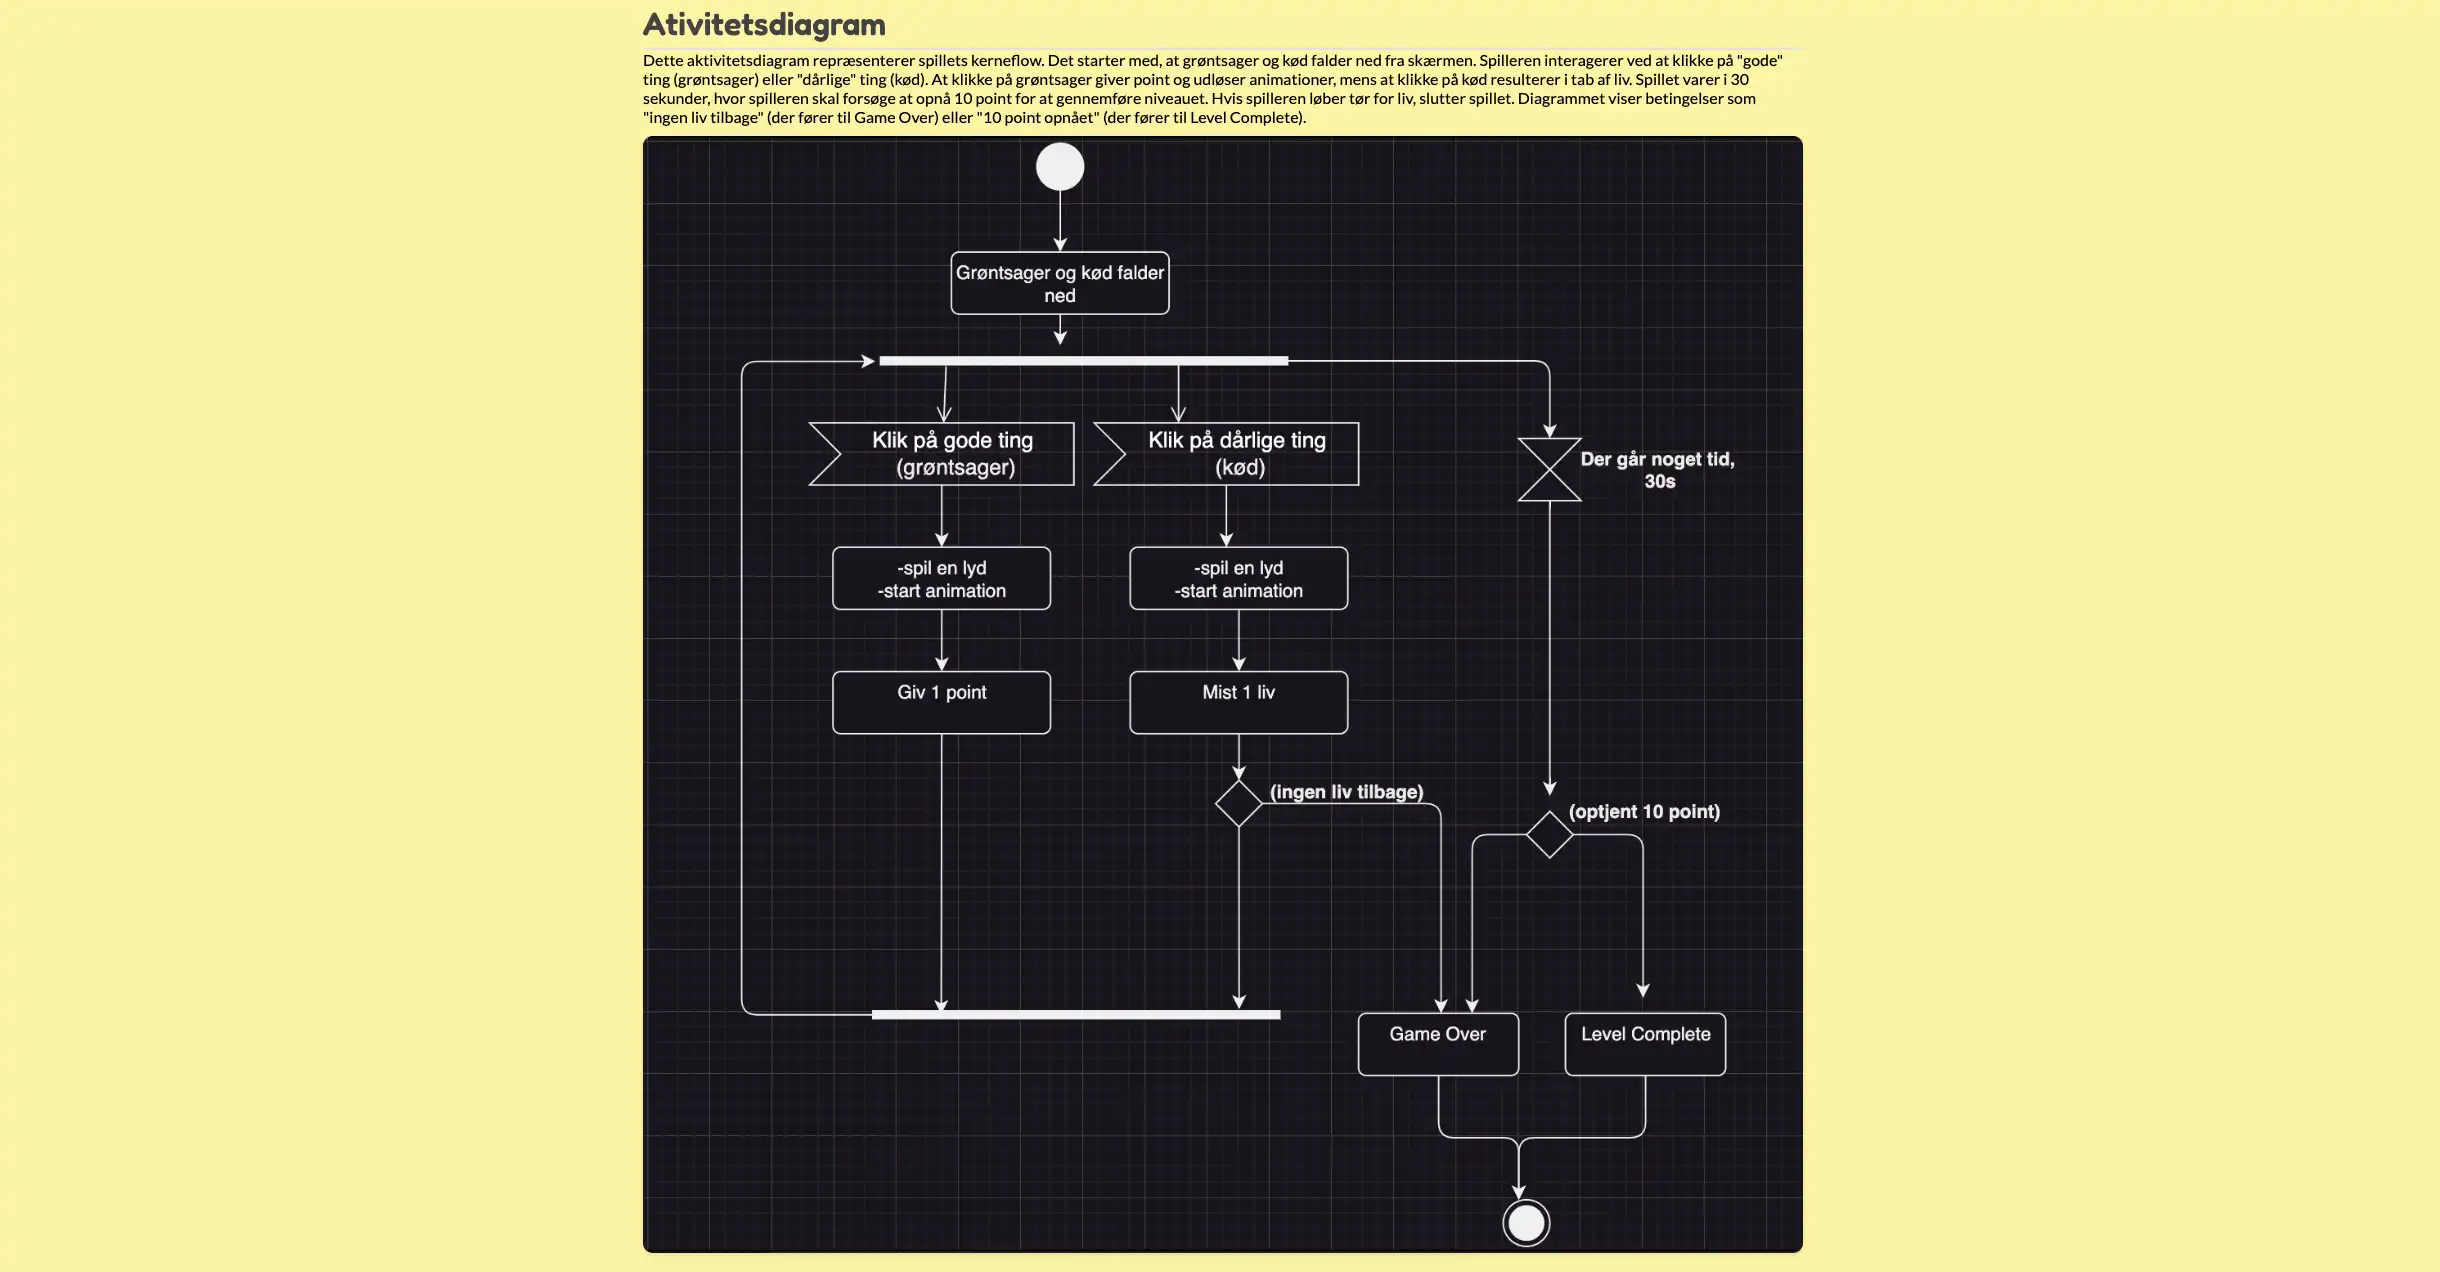 Ativitetsdiagram
Dette aktivitetsdiagram repræsenterer spillets kerneflow. Det starter med, at grøntsager og kød falder ned fra skærmen. Spilleren interagerer ved at klikke på "gode"
ting (grøntsager) eller "dårlige" ting (kød). At klikke på grøntsager giver point og udløser animationer, mens at klikke på kød resulterer i tab af liv. Spillet varer i 30
sekunder, hvor spilleren skal forsøge at opnå 10 point for at gennemføre niveauet. Hvis spilleren løber tør for liv, slutter spillet. Diagrammet viser betingelser som
"ingen liv tilbage" (der fører til Game Over) eller "10 point opnået" (der fører til Level Complete).
Grøntsager og kød falder
ned
Klik på gode ting
(grøntsager)
Klik på dårlige ting
(kød)
Der går noget tid,
30s
-spil en lyd
-start animation
-spil en lyd
-start animation
Giv 1 point
Mist 1 liv
(ingen liv tilbage)
(optjent 10 point)
Game Over
Level Complete